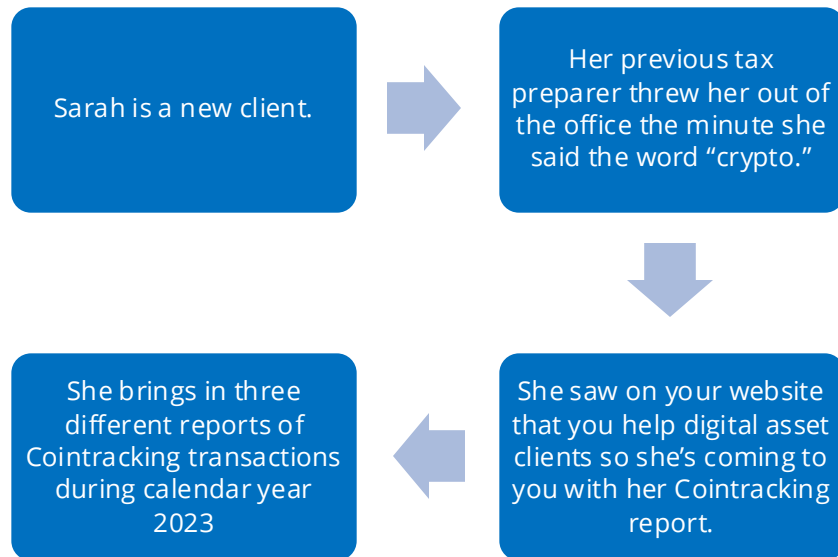 Sarah is a new client.
Her previous tax
preparer threw her out of
the office the minute she
said the word “crypto.”
She saw on your website
that you help digital asset
clients so she’s coming to
you with her Cointracking
report.
She brings in three
different reports of
Cointracking transactions
during calendar year
2023